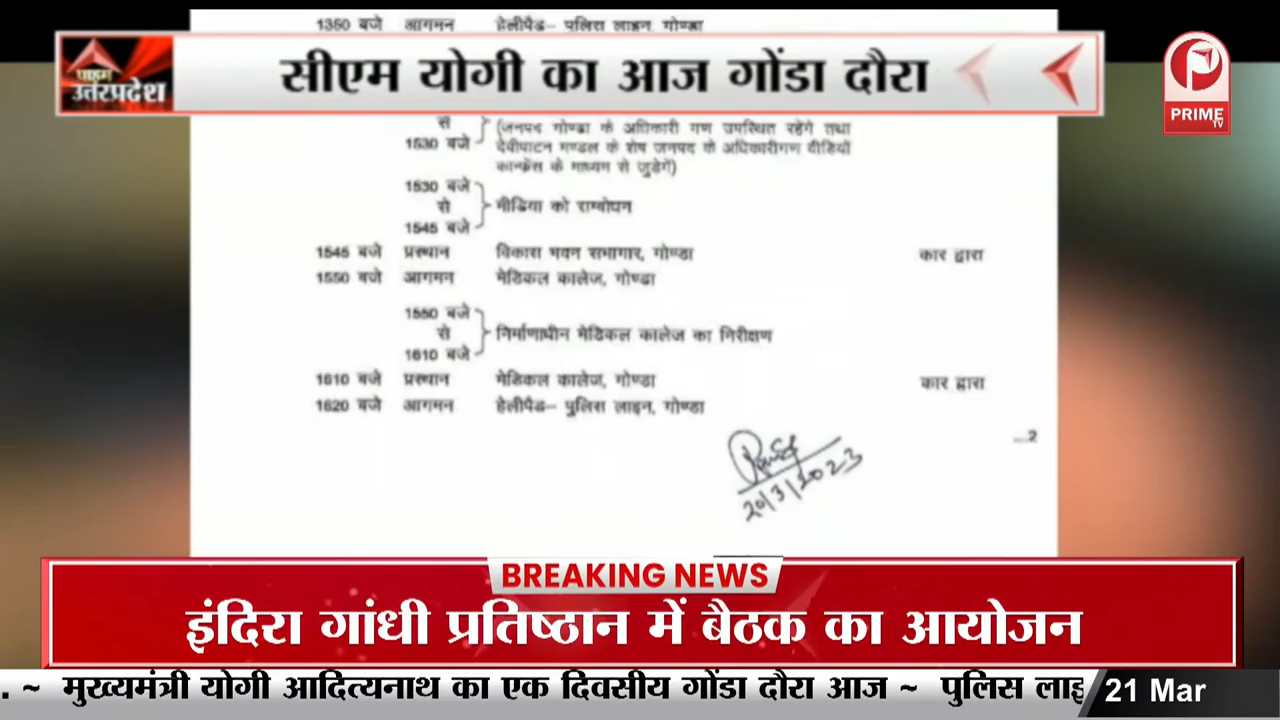 1350 बजे आगमन हेलीपैड– पुलिस लाइन, गोण्डा
प्राइम
उत्तरप्रदेश
सीएम योगी का आज गोंडा दौरा
PRIME
TV
से (जनपद गोण्डा के अधिकारी गण उपस्थित रहेंगे तथा
1530 बजे देवीपाटन मण्डल के शेष जनपद के अधिकारीगण वीडियों
कान्फ्रेंस के माध्यम से जुडेगें)
1530 बजे
से मीडिया को सम्बोधन
1545 बजे
1545 बजे प्रस्थान विकास भवन सभागार, गोण्डा कार द्वारा
1550 बजे आगमन मेडिकल कालेज, गोण्डा
1550 बजे
से निर्माणाधीन मेडिकल कालेज का निरीक्षण
1610 बजे
1610 बजे प्रस्थान मेडिकल कालेज, गोण्डा कार द्वारा
1620 बजे आगमन हेलीपैड– पुलिस लाइन, गोण्डा
...2
20/3/2023
BREAKING NEWS
इंदिरा गांधी प्रतिष्ठान में बैठक का आयोजन
. ~ मुख्यमंत्री योगी आदित्यनाथ का एक दिवसीय गोंडा दौरा आज ~ पुलिस
21 Mar